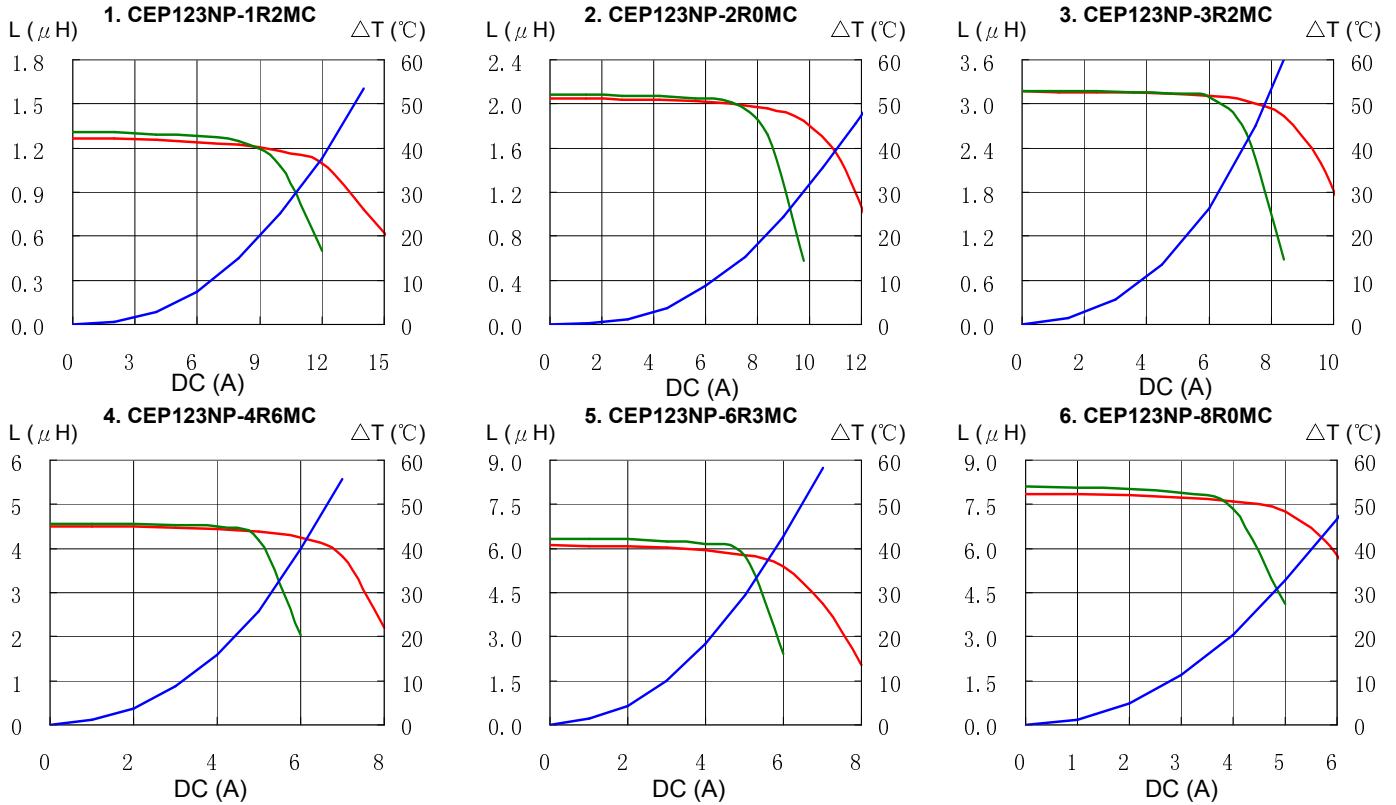 1. CEP123NP-1R2MC
L (μH) △T (℃)
1.8 60
1.5 50
1.2 40
0.9 30
0.6 20
0.3 10
0.0 0
0 3 6 9 12 15
DC (A)
2. CEP123NP-2R0MC
L (μH) △T (℃)
2.4 60
2.0 50
1.6 40
1.2 30
0.8 20
0.4 10
0.0 0
0 2 4 6 8 10 12
DC (A)
3. CEP123NP-3R2MC
L (μH) △T (℃)
3.6 60
3.0 50
2.4 40
1.8 30
1.2 20
0.6 10
0.0 0
0 2 4 6 8 10
DC (A)
4. CEP123NP-4R6MC
L (μH) △T (℃)
6 60
5 50
4 40
3 30
2 20
1 10
0 0
0 2 4 6 8
DC (A)
5. CEP123NP-6R3MC
L (μH) △T (℃)
9.0 60
7.5 50
6.0 40
4.5 30
3.0 20
1.5 10
0.0 0
0 2 4 6 8
DC (A)
6. CEP123NP-8R0MC
L (μH) △T (℃)
9.0 60
7.5 50
6.0 40
4.5 30
3.0 20
1.5 10
0.0 0
0 1 2 3 4 5 6
DC (A)